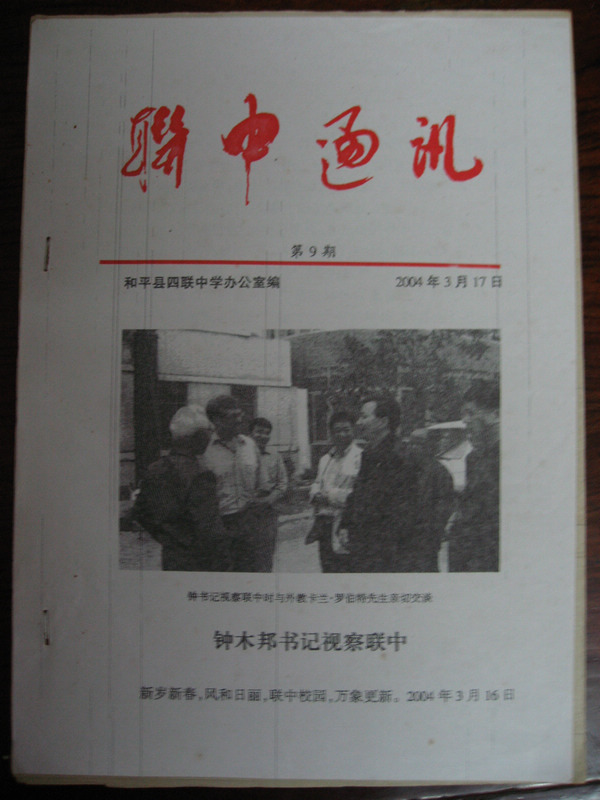 聯中通訊
第9期
和平县四联中学办公室编 2004年3月17日
钟书记视察联中时与外教卡兰·罗伯特先生亲切交谈
钟木邦书记视察联中
新岁新春,风和日丽,联中校园,万象更新。2004年3月16日